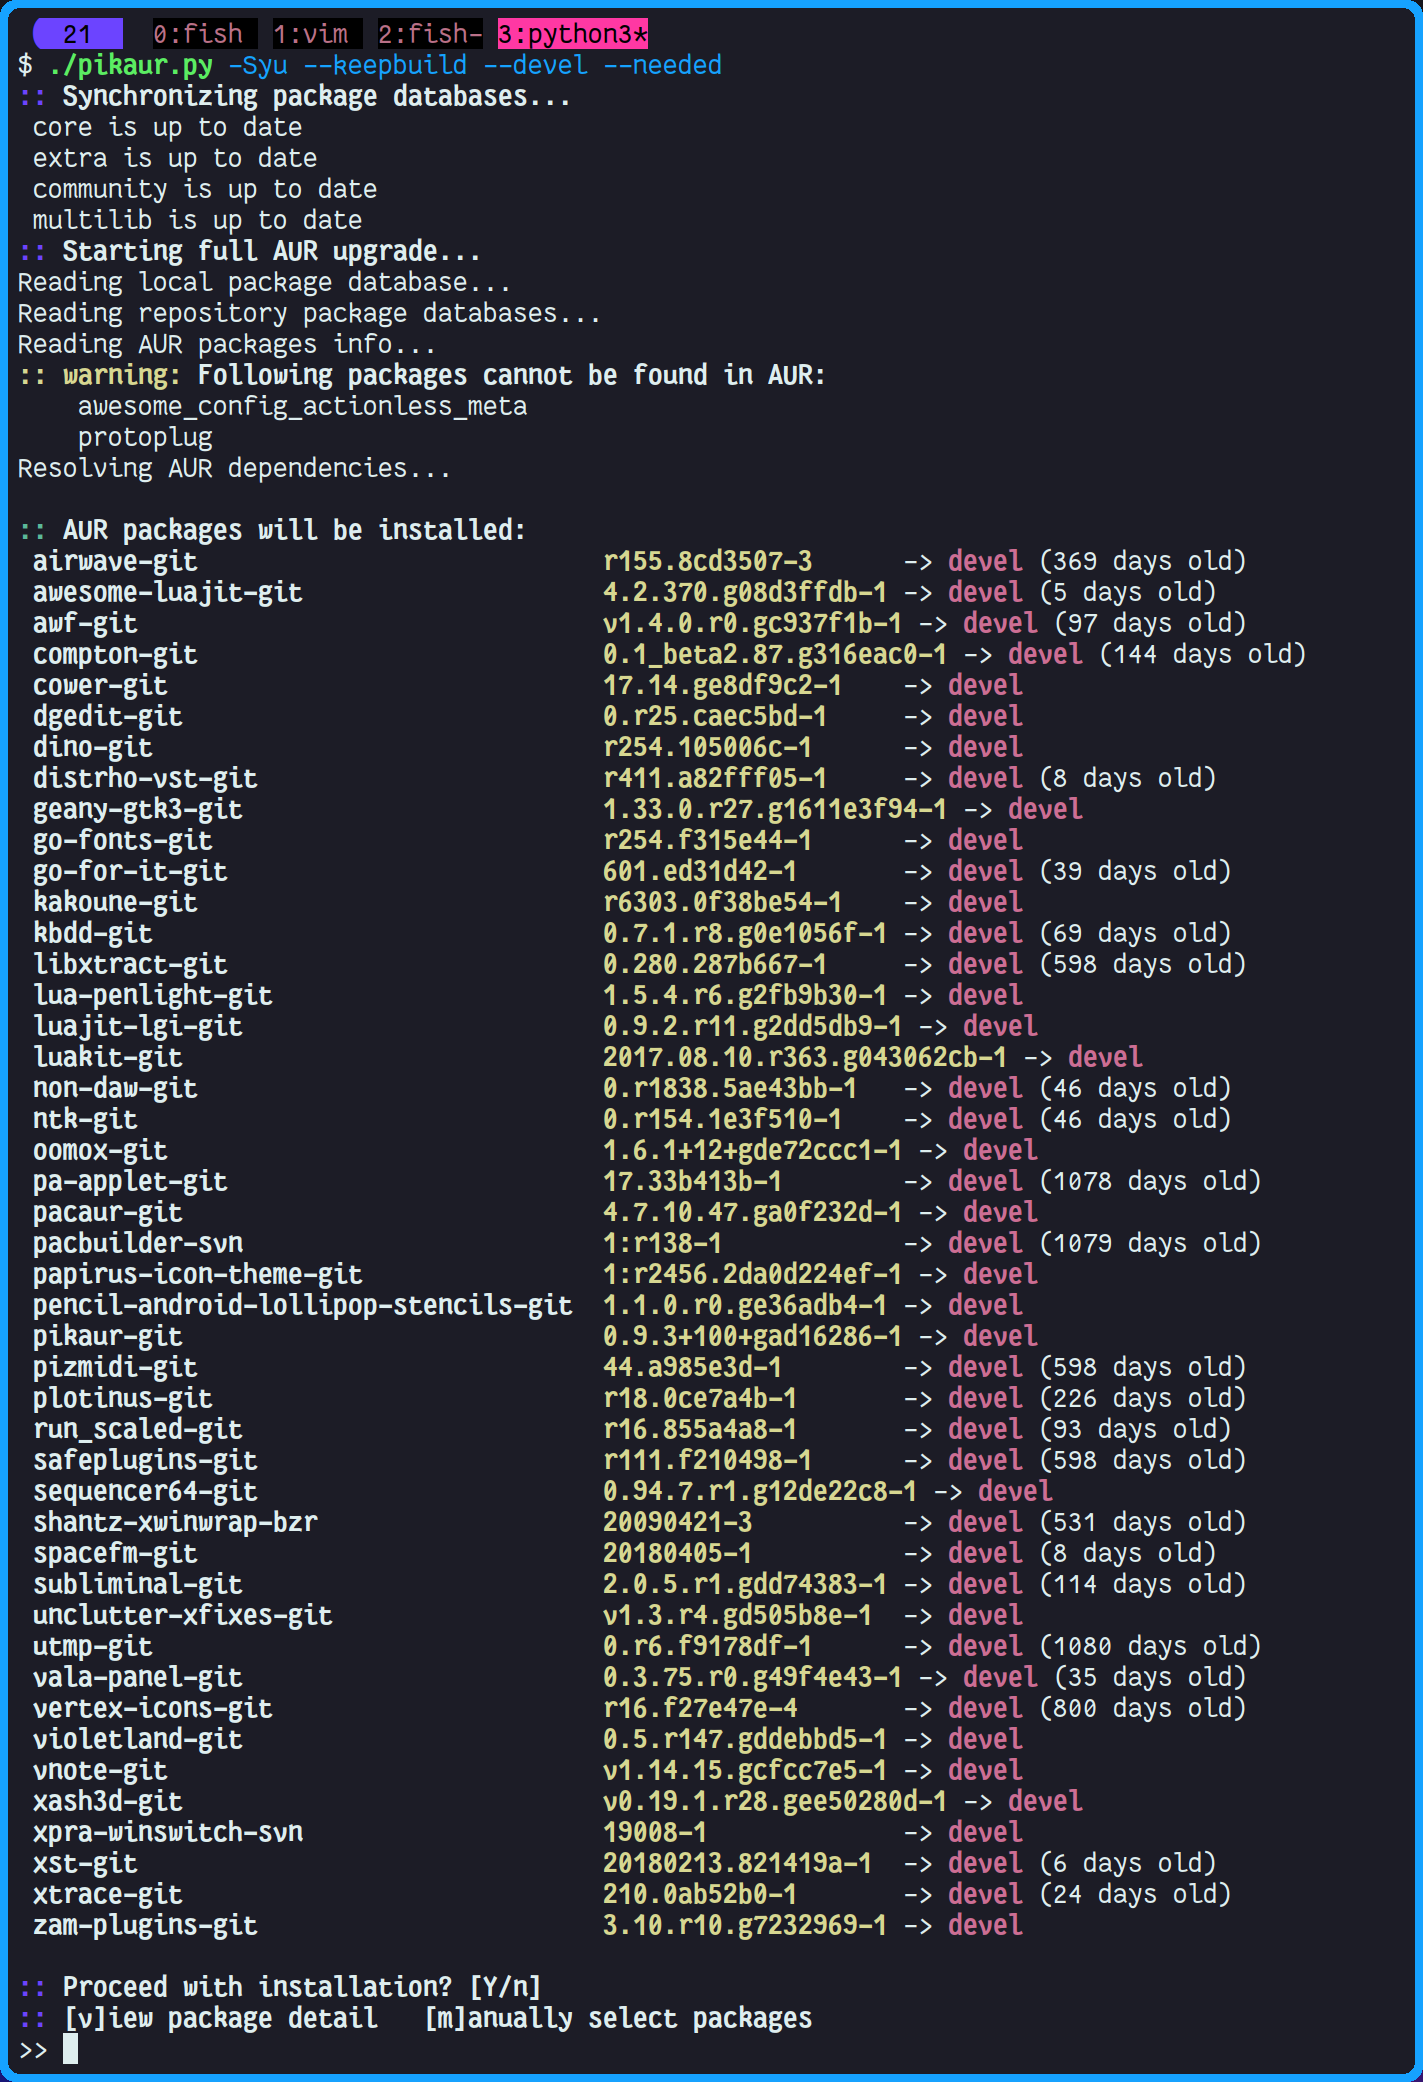 21 0:fish 1:vim 2:fish- 3:python3*
$ ./pikaur.py -Syu --keepbuild --devel --needed
:: Synchronizing package databases...
core is up to date
extra is up to date
community is up to date
multilib is up to date
:: Starting full AUR upgrade...
Reading local package database...
Reading repository package databases...
Reading AUR packages info...
:: warning: Following packages cannot be found in AUR:
awesome_config_actionless_meta
protoplug
Resolving AUR dependencies...
:: AUR packages will be installed:
airwave-git r155.8cd3507-3 -> devel (369 days old)
awesome-luajit-git 4.2.370.g08d3ffdb-1 -> devel (5 days old)
awf-git v1.4.0.r0.gc937f1b-1 -> devel (97 days old)
compton-git 0.1_beta2.87.g316eac0-1 -> devel (144 days old)
cower-git 17.14.ge8df9c2-1 -> devel
dgedit-git 0.r25.caec5bd-1 -> devel
dino-git r254.105006c-1 -> devel
distrho-vst-git r411.a82fff05-1 -> devel (8 days old)
geany-gtk3-git 1.33.0.r27.g1611e3f94-1 -> devel
go-fonts-git r254.f315e44-1 -> devel
go-for-it-git 601.ed31d42-1 -> devel (39 days old)
kakoune-git r6303.0f38be54-1 -> devel
kbdd-git 0.7.1.r8.g0e1056f-1 -> devel (69 days old)
libxtract-git 0.280.287b667-1 -> devel (598 days old)
lua-penlight-git 1.5.4.r6.g2fb9b30-1 -> devel
luajit-lgi-git 0.9.2.r11.g2dd5db9-1 -> devel
luakit-git 2017.08.10.r363.g043062cb-1 -> devel
non-daw-git 0.r1838.5ae43bb-1 -> devel (46 days old)
ntk-git 0.r154.1e3f510-1 -> devel (46 days old)
oomox-git 1.6.1+12+gde72ccc1-1 -> devel
pa-applet-git 17.33b413b-1 -> devel (1078 days old)
pacaur-git 4.7.10.47.ga0f232d-1 -> devel
pacbuilder-svn 1:r138-1 -> devel (1079 days old)
papirus-icon-theme-git 1:r2456.2da0d224ef-1 -> devel
pencil-android-lollipop-stencils-git 1.1.0.r0.ge36adb4-1 -> devel
pikaur-git 0.9.3+100+gad16286-1 -> devel
pizmidi-git 44.a985e3d-1 -> devel (598 days old)
plotinus-git r18.0ce7a4b-1 -> devel (226 days old)
run_scaled-git r16.855a4a8-1 -> devel (93 days old)
safeplugins-git r111.f210498-1 -> devel (598 days old)
sequencer64-git 0.94.7.r1.g12de22c8-1 -> devel
shantz-xwinwrap-bzr 20090421-3 -> devel (531 days old)
spacefm-git 20180405-1 -> devel (8 days old)
subliminal-git 2.0.5.r1.gdd74383-1 -> devel (114 days old)
unclutter-xfixes-git v1.3.r4.gd505b8e-1 -> devel
utmp-git 0.r6.f9178df-1 -> devel (1080 days old)
vala-panel-git 0.3.75.r0.g49f4e43-1 -> devel (35 days old)
vertex-icons-git r16.f27e47e-4 -> devel (800 days old)
violetland-git 0.5.r147.gddebbd5-1 -> devel
vnote-git v1.14.15.gcfcc7e5-1 -> devel
xash3d-git v0.19.1.r28.gee50280d-1 -> devel
xpra-winswitch-svn 19008-1 -> devel
xst-git 20180213.821419a-1 -> devel (6 days old)
xtrace-git 210.0ab52b0-1 -> devel (24 days old)
zam-plugins-git 3.10.r10.g7232969-1 -> devel
:: Proceed with installation? [Y/n]
:: [v]iew package detail [m]anually select packages
>>